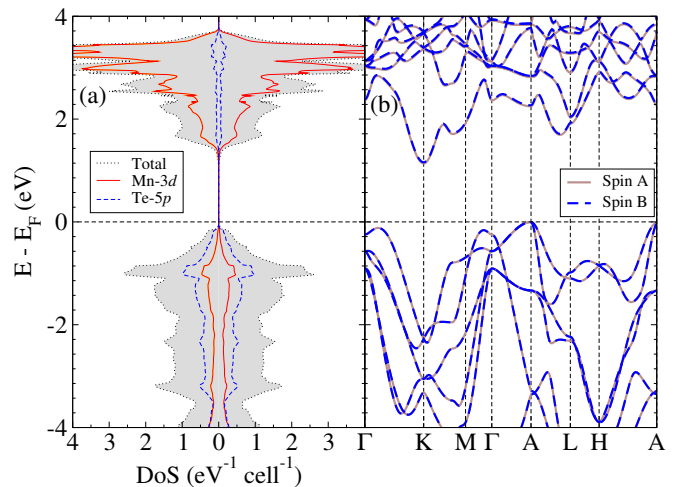 4
2
0
-2
-4
E - E_F (eV)
(a)
Total
Mn-3d
Te-5p
4 3 2 1 0 1 2 3
DoS (eV⁻¹ cell⁻¹)
(b)
Spin A
Spin B
Γ K M Γ A L H A